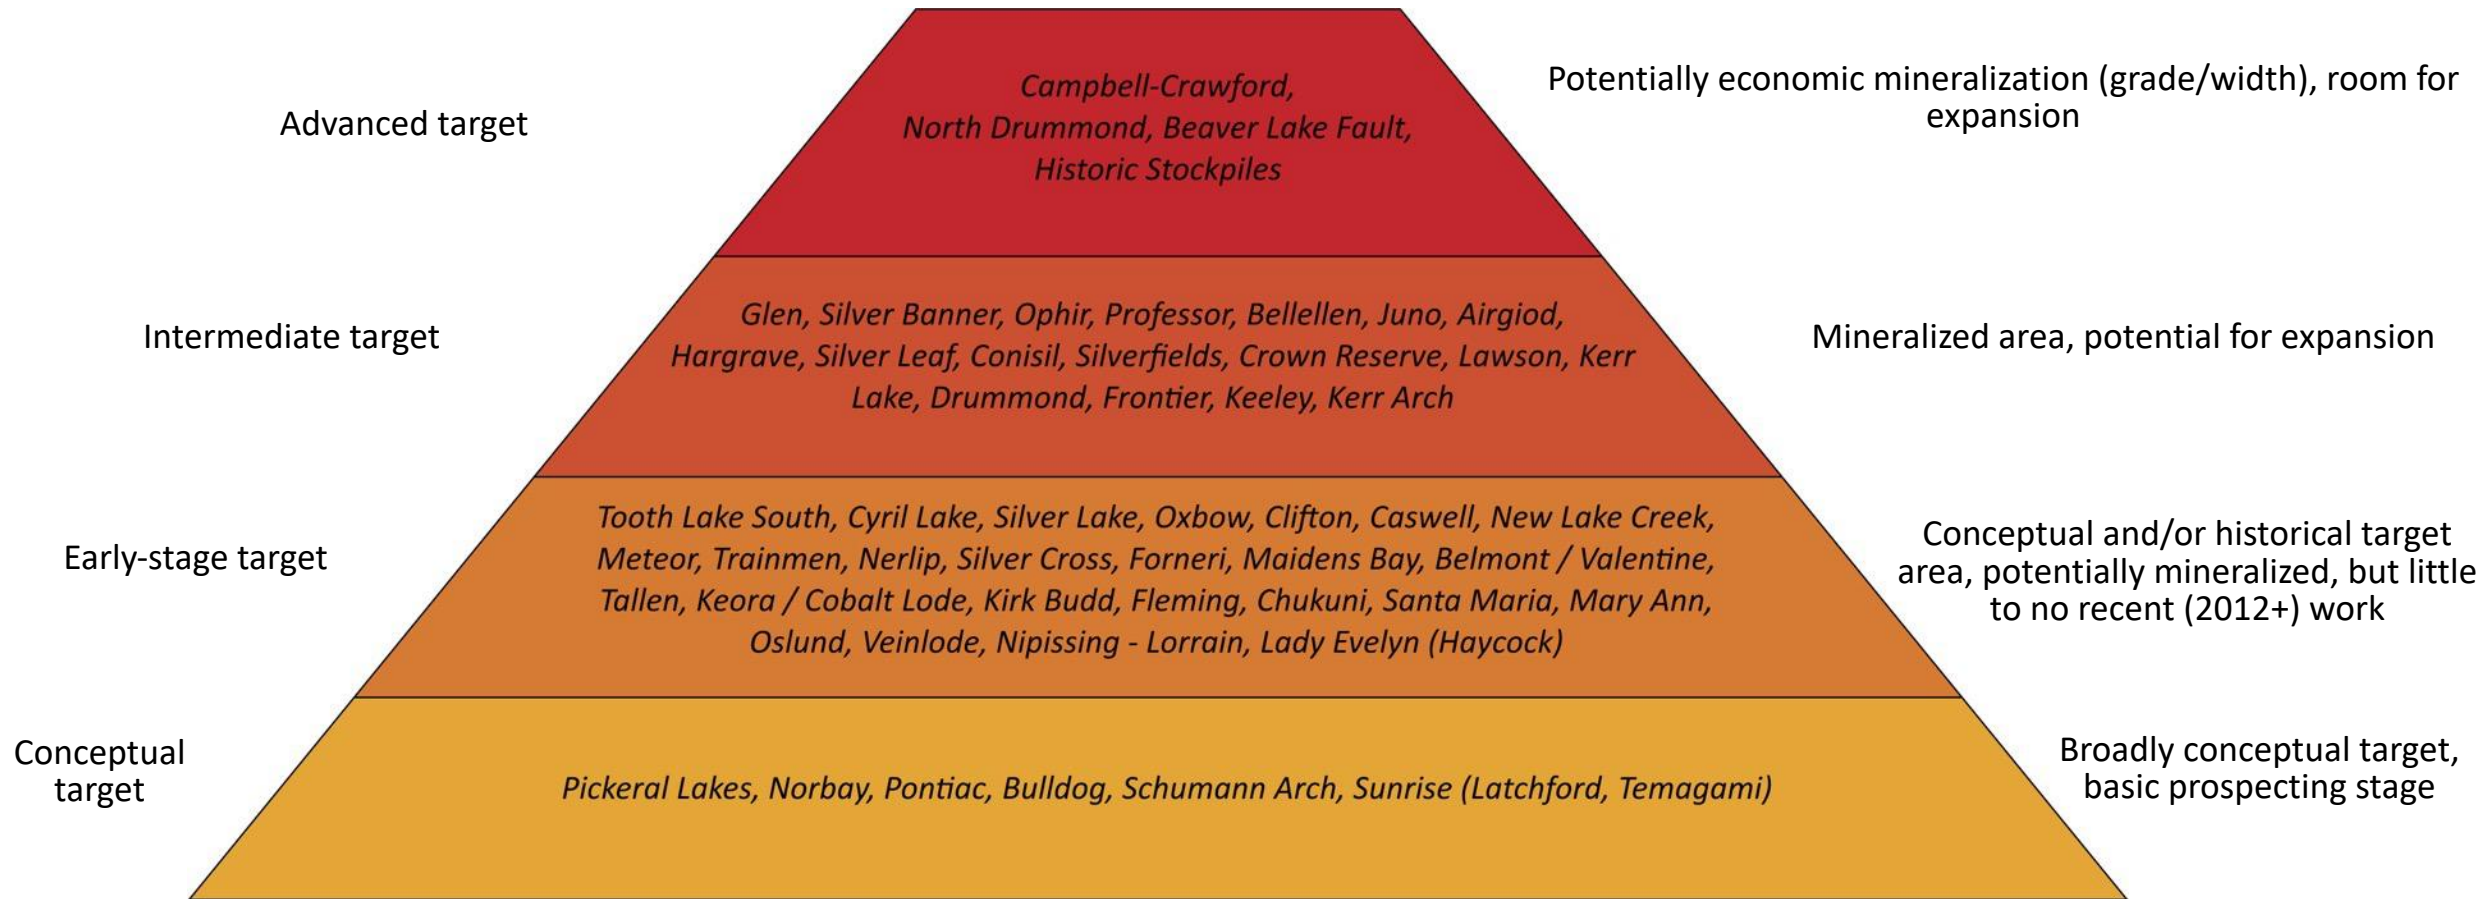 Advanced target
Campbell-Crawford,
North Drummond, Beaver Lake Fault,
Historic Stockpiles
Potentially economic mineralization (grade/width), room for
expansion
Intermediate target
Glen, Silver Banner, Ophir, Professor, Bellellen, Juno, Airgiod,
Hargrave, Silver Leaf, Conisil, Silverfields, Crown Reserve, Lawson, Kerr
Lake, Drummond, Frontier, Keeley, Kerr Arch
Mineralized area, potential for expansion
Early-stage target
Tooth Lake South, Cyril Lake, Silver Lake, Oxbow, Clifton, Caswell, New Lake Creek,
Meteor, Trainmen, Nerlip, Silver Cross, Forneri, Maidens Bay, Belmont / Valentine,
Tallen, Keora / Cobalt Lode, Kirk Budd, Fleming, Chukuni, Santa Maria, Mary Ann,
Oslund, Veinlode, Nipissing - Lorrain, Lady Evelyn (Haycock)
Conceptual and/or historical target
area, potentially mineralized, but little
to no recent (2012+) work
Conceptual
target
Pickeral Lakes, Norbay, Pontiac, Bulldog, Schumann Arch, Sunrise (Latchford, Temagami)
Broadly conceptual target,
basic prospecting stage